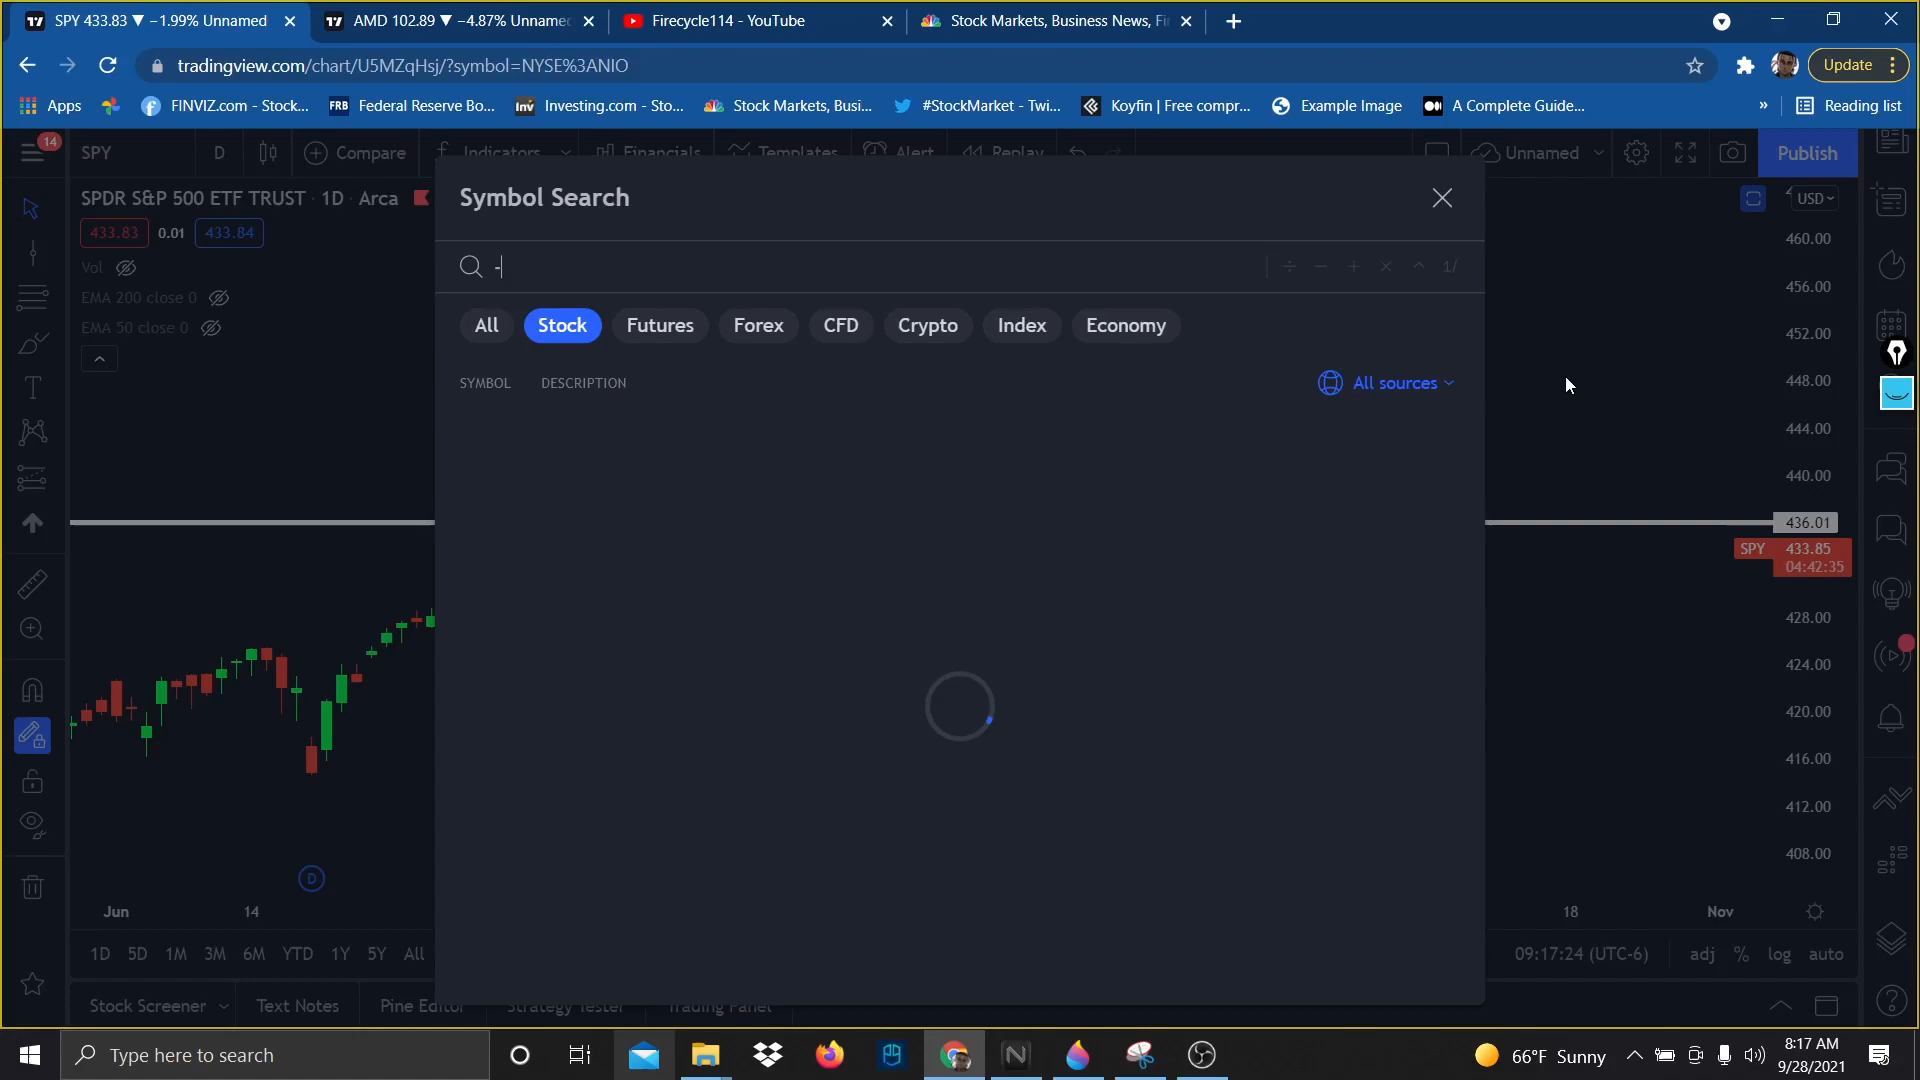 SPY 433.83 ▼ −1.99% Unnamed
AMD 102.89 ▼ −4.87% Unname
Firecycle114 - YouTube
Stock Markets, Business News, Fi
tradingview.com/chart/U5MZqHsj/?symbol=NYSE%3ANIO
Update
Apps
FINVIZ.com - Stock...
FRB Federal Reserve Bo...
Inv Investing.com - Sto...
Stock Markets, Busi...
#StockMarket - Twi...
Koyfin | Free compr...
Example Image
A Complete Guide...
»
Reading list
14
SPY
D
Compare
Indicators
Financials
Templates
Alert
Replay
Unnamed
Publish
SPDR S&P 500 ETF TRUST · 1D · Arca
433.83 0.01 433.84
Vol
EMA 200 close 0
EMA 50 close 0
Symbol Search
-
÷ − + × ^ 1/
All
Stock
Futures
Forex
CFD
Crypto
Index
Economy
SYMBOL
DESCRIPTION
All sources
USD
460.00
456.00
452.00
448.00
444.00
440.00
436.01
SPY 433.85
04:42:35
428.00
424.00
420.00
416.00
412.00
408.00
D
Jun
14
18
Nov
1D 5D 1M 3M 6M YTD 1Y 5Y All
09:17:24 (UTC-6)
adj % log auto
Stock Screener
Text Notes
Pine Editor
Strategy Tester
Trading Panel
Type here to search
66°F Sunny
8:17 AM
9/28/2021